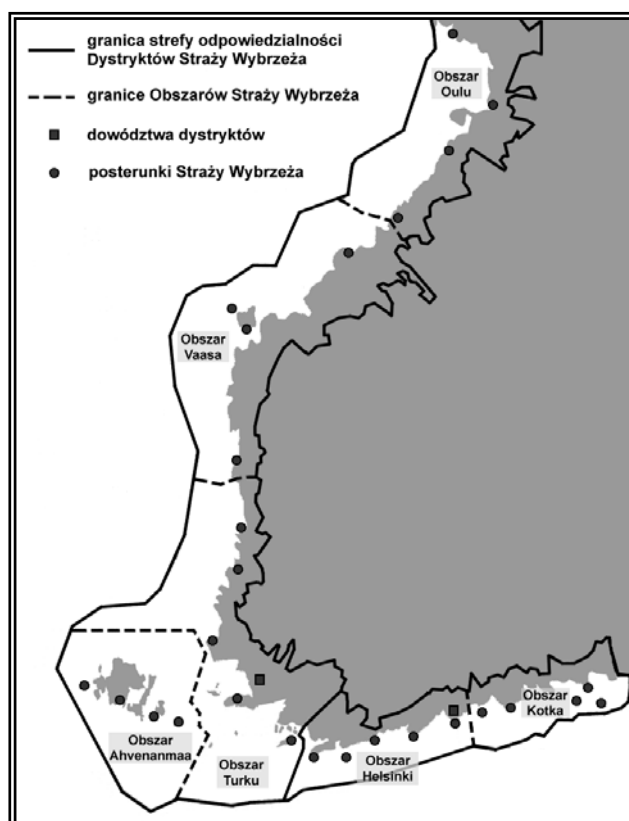 granica strefy odpowiedzialności
Dystryktów Straży Wybrzeża
granice Obszarów Straży Wybrzeża
dowództwa dystryktów
posterunki Straży Wybrzeża
Obszar
Oulu
Obszar
Vaasa
Obszar
Kotka
Obszar
Ahvenanmaa
Obszar
Turku
Obszar
Helsinki